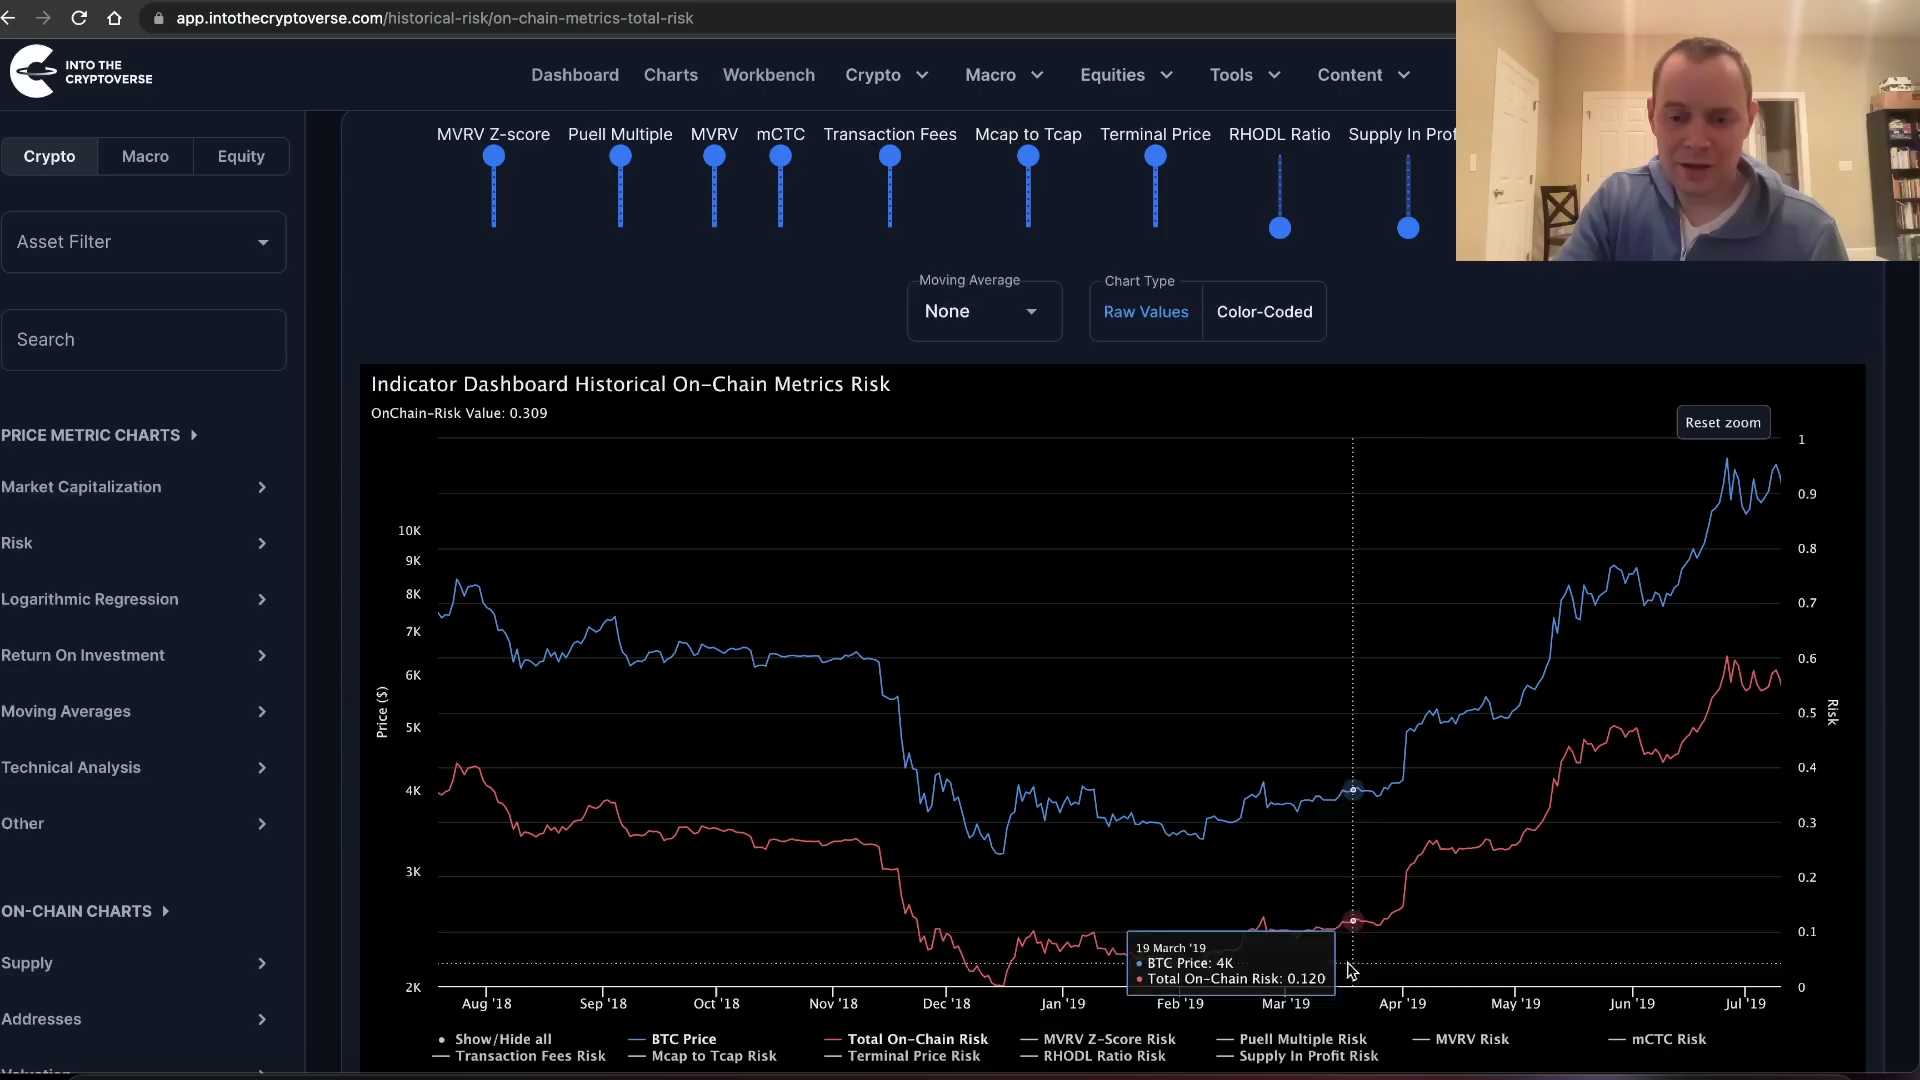 app.intothecryptoverse.com/historical-risk/on-chain-metrics-total-risk
INTO THE
CRYPTOVERSE
Dashboard Charts Workbench Crypto Macro Equities Tools Content
Crypto Macro Equity
Asset Filter
Search
PRICE METRIC CHARTS
Market Capitalization
Risk
Logarithmic Regression
Return On Investment
Moving Averages
Technical Analysis
Other
ON-CHAIN CHARTS
Supply
Addresses
MVRV Z-score Puell Multiple MVRV mCTC Transaction Fees Mcap to Tcap Terminal Price RHODL Ratio Supply In Prof
Moving Average
None
Chart Type
Raw Values Color-Coded
Indicator Dashboard Historical On-Chain Metrics Risk
OnChain-Risk Value: 0.309
Reset zoom
Price ($)
10K
9K
8K
7K
6K
5K
4K
3K
2K
1
0.9
0.8
0.7
0.6
0.5
0.4
0.3
0.2
0.1
0
Risk
19 March '19
BTC Price: 4K
Total On-Chain Risk: 0.120
Aug '18 Sep '18 Oct '18 Nov '18 Dec '18 Jan '19 Feb '19 Mar '19 Apr '19 May '19 Jun '19 Jul '19
Show/Hide all BTC Price Total On-Chain Risk MVRV Z-Score Risk Puell Multiple Risk MVRV Risk mCTC Risk
Transaction Fees Risk Mcap to Tcap Risk Terminal Price Risk RHODL Ratio Risk Supply In Profit Risk